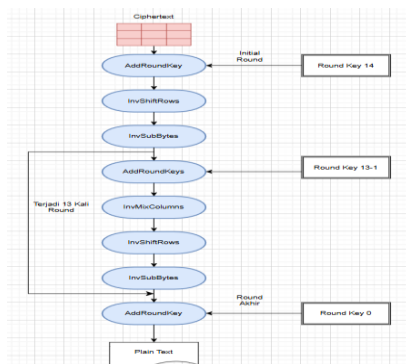 Ciphertext
AddRoundKey
Initial
Round
Round Key 14
InvShiftRows
InvSubBytes
AddRoundKeys
Round Key 13-1
Terjadi 13 Kali
Round
InvMixColumns
InvShiftRows
InvSubBytes
AddRoundKey
Round
Akhir
Round Key 0
Plain Text